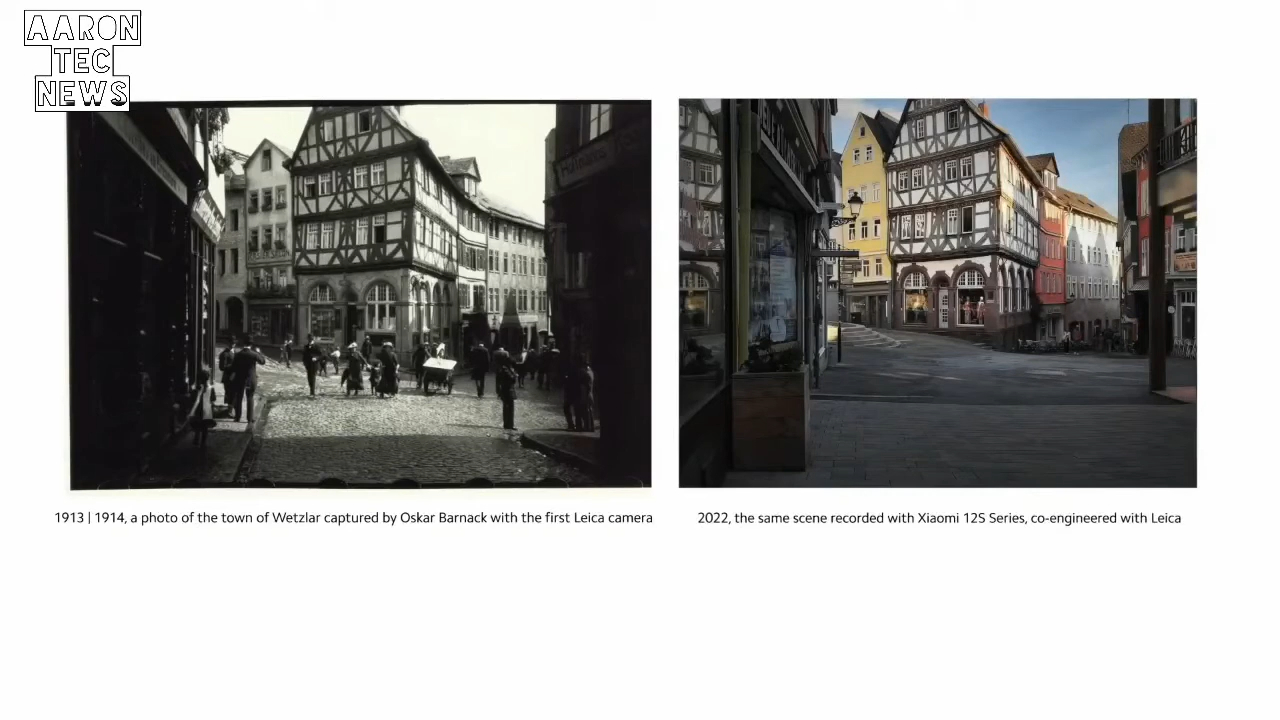 AARON
TEC
NEWS
1913 | 1914, a photo of the town of Wetzlar captured by Oskar Barnack with the first Leica camera
2022, the same scene recorded with Xiaomi 12S Series, co-engineered with Leica